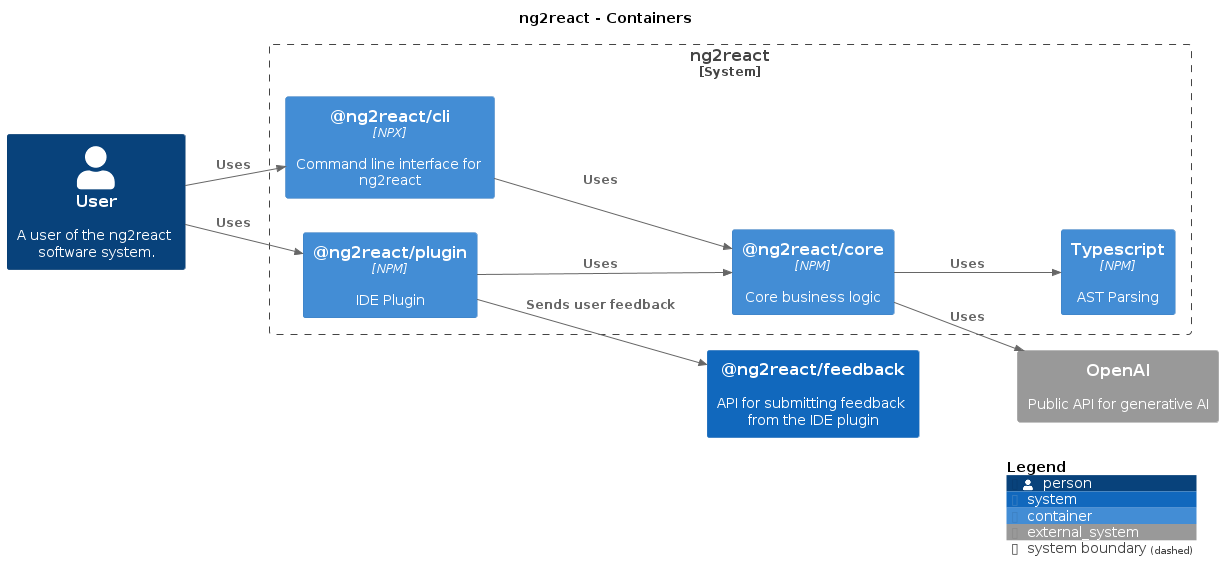 ng2react - Containers
ng2react
[System]
@ng2react/cli
[NPX]
Command line interface for
ng2react
User
A user of the ng2react
software system.
Uses
Uses
@ng2react/plugin
[NPM]
IDE Plugin
Uses
Uses
Sends user feedback
@ng2react/core
[NPM]
Core business logic
Uses
Uses
Typescript
[NPM]
AST Parsing
@ng2react/feedback
API for submitting feedback
from the IDE plugin
OpenAI
Public API for generative AI
Legend
person
system
container
external_system
system boundary (dashed)